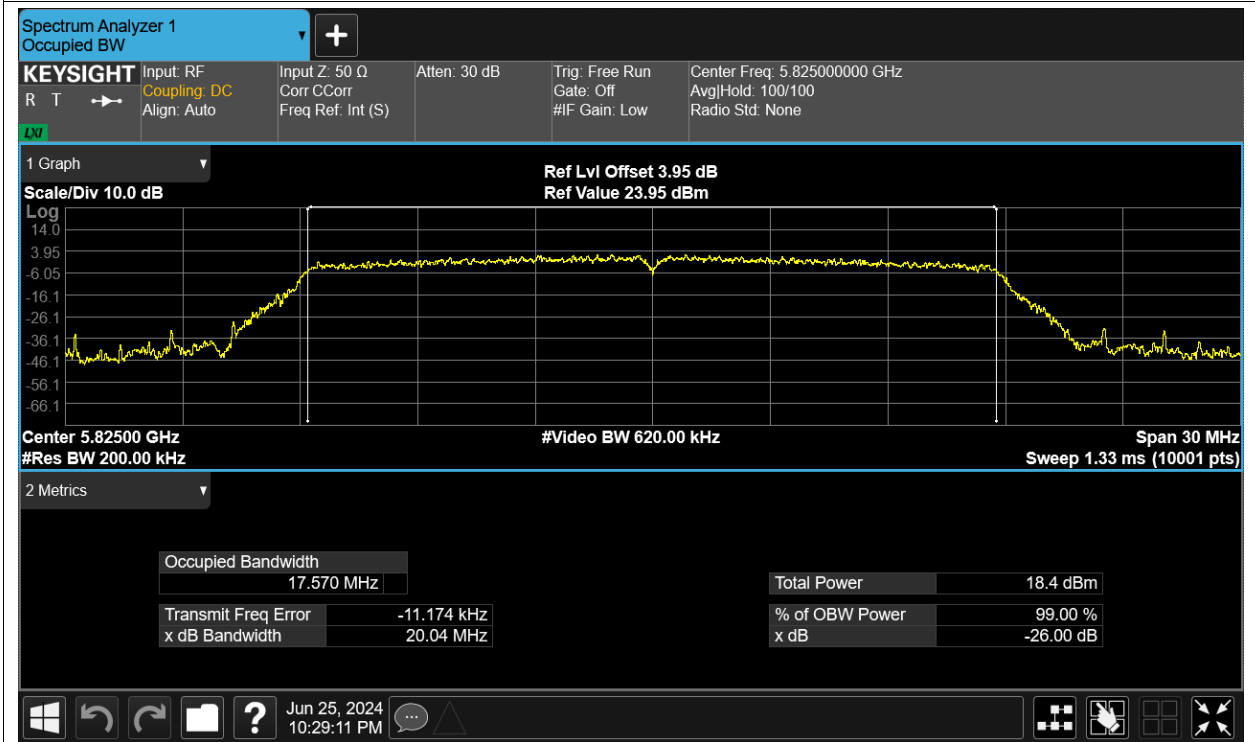 Spectrum Analyzer 1
Occupied BW
KEYSIGHT
R T
LXI
Input: RF
Coupling: DC
Align: Auto
Input Z: 50 Ω
Corr CCorr
Freq Ref: Int (S)
Atten: 30 dB
Trig: Free Run
Gate: Off
#IF Gain: Low
Center Freq: 5.825000000 GHz
Avg|Hold: 100/100
Radio Std: None
1 Graph
Scale/Div 10.0 dB
Ref Lvl Offset 3.95 dB
Ref Value 23.95 dBm
Log
14.0
3.95
-6.05
-16.1
-26.1
-36.1
-46.1
-56.1
-66.1
Center 5.82500 GHz
#Res BW 200.00 kHz
#Video BW 620.00 kHz
Span 30 MHz
Sweep 1.33 ms (10001 pts)
2 Metrics
Occupied Bandwidth
17.570 MHz
Transmit Freq Error -11.174 kHz
x dB Bandwidth 20.04 MHz
Total Power 18.4 dBm
% of OBW Power 99.00 %
x dB -26.00 dB
?
Jun 25, 2024
10:29:11 PM